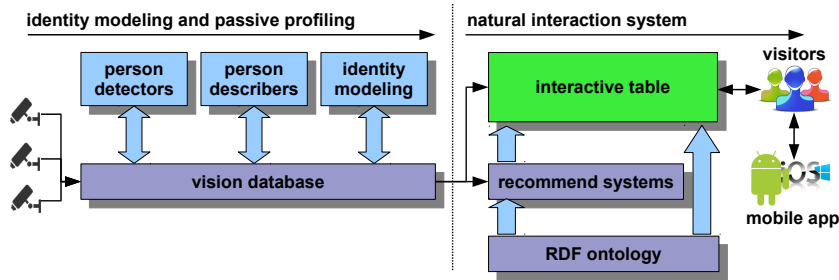 identity modeling and passive profiling
natural interaction system
person
detectors
person
describers
identity
modeling
interactive table
visitors
vision database
recommend systems
iOS
mobile app
RDF ontology